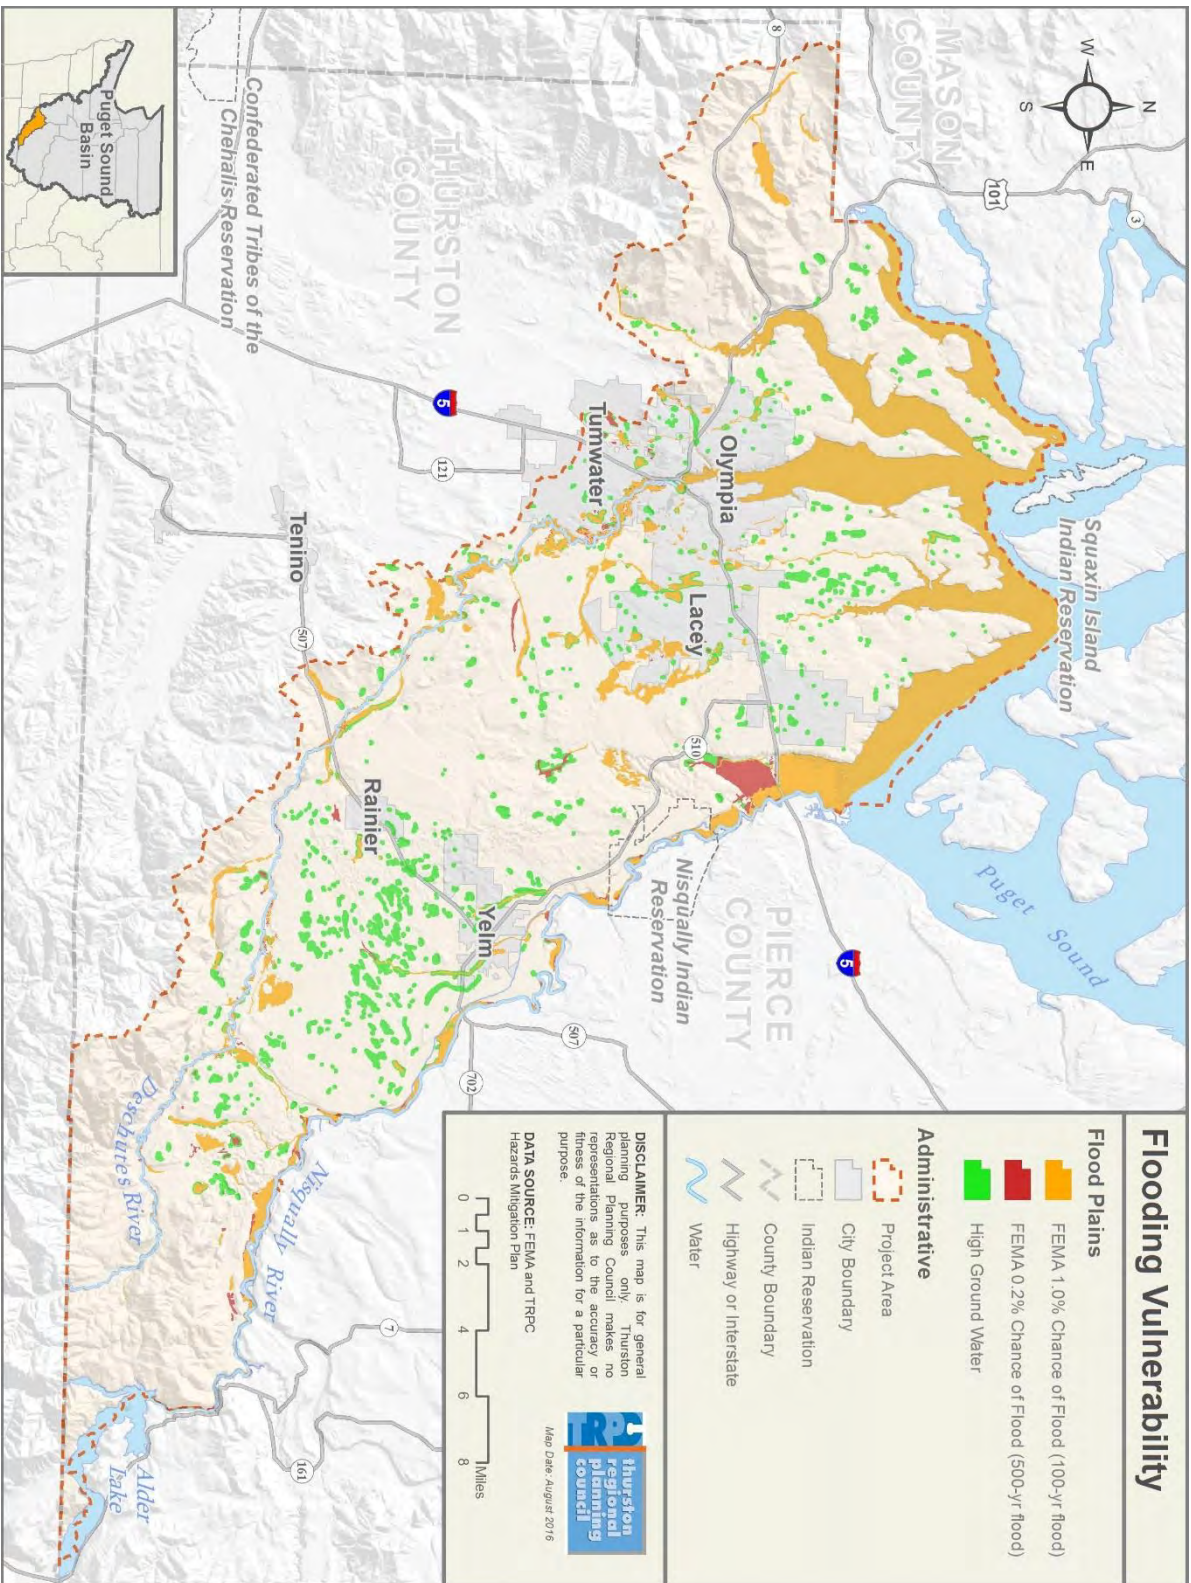 Flooding Vulnerability
Flood Plains
FEMA 1.0% Chance of Flood (100-yr flood)
FEMA 0.2% Chance of Flood (500-yr flood)
High Ground Water
Administrative
Project Area
City Boundary
Indian Reservation
County Boundary
Highway or Interstate
Water
DISCLAIMER: This map is for general
planning purposes only. Thurston
Regional Planning Council makes no
representations as to the accuracy or
fitness of the information for a particular
purpose.
DATA SOURCE: FEMA and TRPC
Hazards Mitigation Plan
TRPC
thurston
regional
planning
council
Map Date: August 2016
0 1 2 4 6 8
Miles
N
W
E
S
MASON
COUNTY
101
3
8
Squaxin Island
Indian Reservation
Puget
Sound
Olympia
Lacey
Tumwater
5
PIERCE
COUNTY
510
Nisqually Indian
Reservation
THURSTON
COUNTY
5
121
Tenino
507
Rainier
Yelm
507
702
Confederated Tribes of the
Chehalis Reservation
Nisqually River
Deschutes River
7
161
Alder
Lake
Puget Sound
Basin